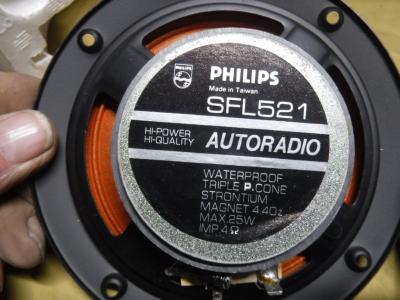 PHILIPS
Made in Taiwan
SFL521
HI-POWER
HI-QUALITY
AUTORADIO
WATERPROOF
TRIPLE P.CONE
STRONTIUM
MAGNET 4.4Oz
MAX.25W
IMP.4Ω